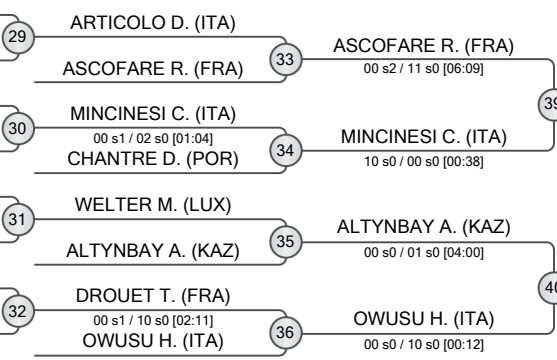 29
ARTICOLO D. (ITA)
ASCOFARE R. (FRA)
33
ASCOFARE R. (FRA)
00 s2 / 11 s0 [06:09]
39
30
MINCINESI C. (ITA)
00 s1 / 02 s0 [01:04]
CHANTRE D. (POR)
34
MINCINESI C. (ITA)
10 s0 / 00 s0 [00:38]
31
WELTER M. (LUX)
ALTYNBAY A. (KAZ)
35
ALTYNBAY A. (KAZ)
00 s0 / 01 s0 [04:00]
40
32
DROUET T. (FRA)
00 s1 / 10 s0 [02:11]
OWUSU H. (ITA)
36
OWUSU H. (ITA)
00 s0 / 10 s0 [00:12]